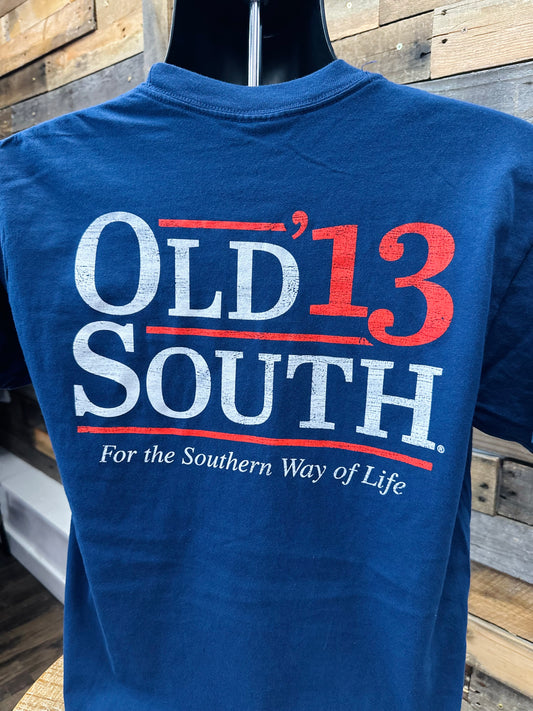 OLD '13
SOUTH®
For the Southern Way of Life